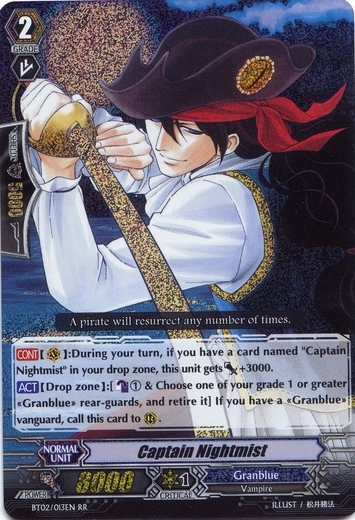 2
GRADE
5000
SHIELD
A pirate will resurrect any number of times.
CONT【】:During your turn, if you have a card named "Captain
Nightmist" in your drop zone, this unit gets +3000.
ACT【Drop zone】:[① & Choose one of your grade 1 or greater
«Granblue» rear-guards, and retire it] If you have a «Granblue»
vanguard, call this card to Ⓡ.
NORMAL
UNIT
Captain Nightmist
POWER
8000
1
CRITICAL
Granblue
Vampire
BT02/013EN RR
ILLUST / 松井勝法